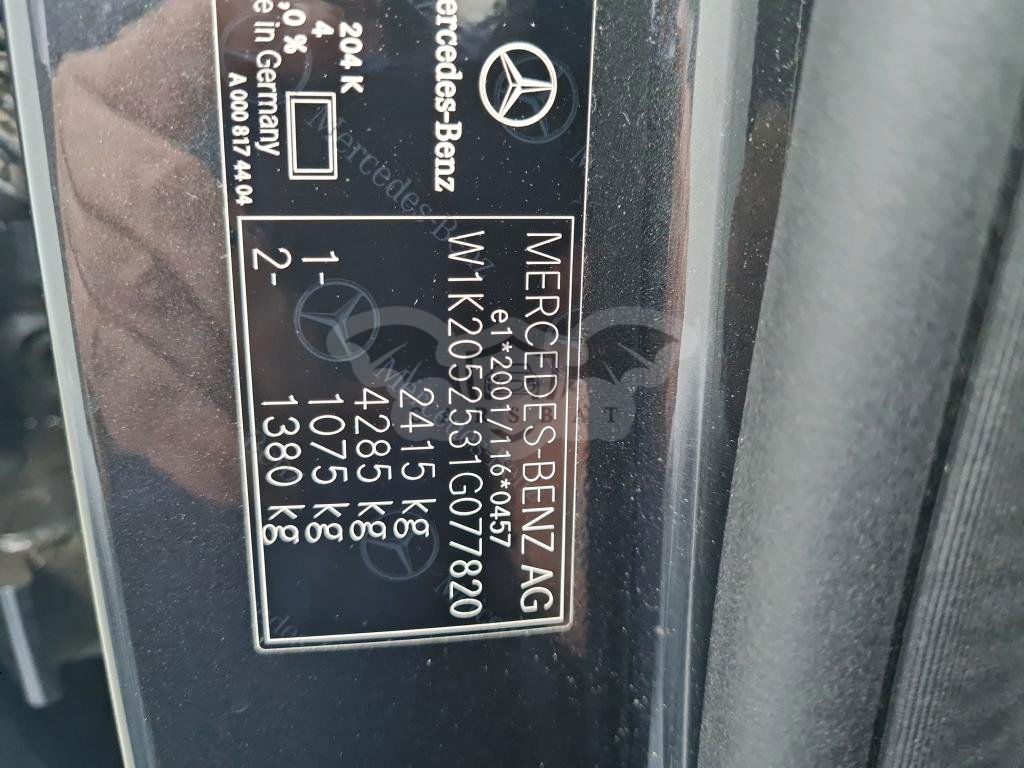 Mercedes-Benz
204 K
4
,0 %
e in Germany
A 000 817 44 04
MERCEDES-BENZ AG
e1*2001/116*0457
W1K2052531G077820
2415 kg
4285 kg
1- 1075 kg
2- 1380 kg